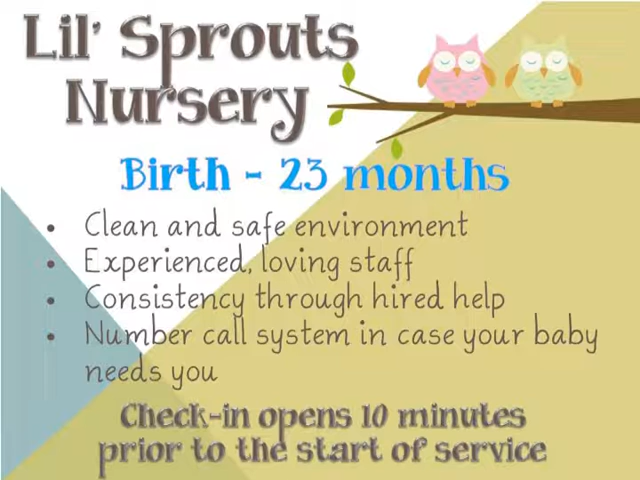 Lil' Sprouts
Nursery
Birth - 23 months
• Clean and safe environment
• Experienced, loving staff
• Consistency through hired help
• Number call system in case your baby
needs you
Check-in opens 10 minutes
prior to the start of service